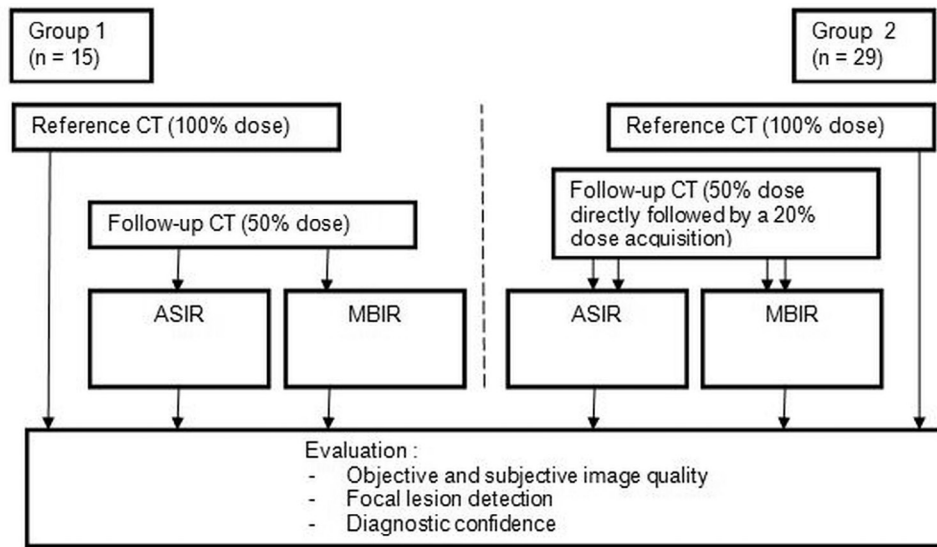 Group 1
(n = 15)
Group 2
(n = 29)
Reference CT (100% dose)
Reference CT (100% dose)
Follow-up CT (50% dose)
Follow-up CT (50% dose
directly followed by a 20%
dose acquisition)
ASIR
MBIR
ASIR
MBIR
Evaluation :
- Objective and subjective image quality
- Focal lesion detection
- Diagnostic confidence